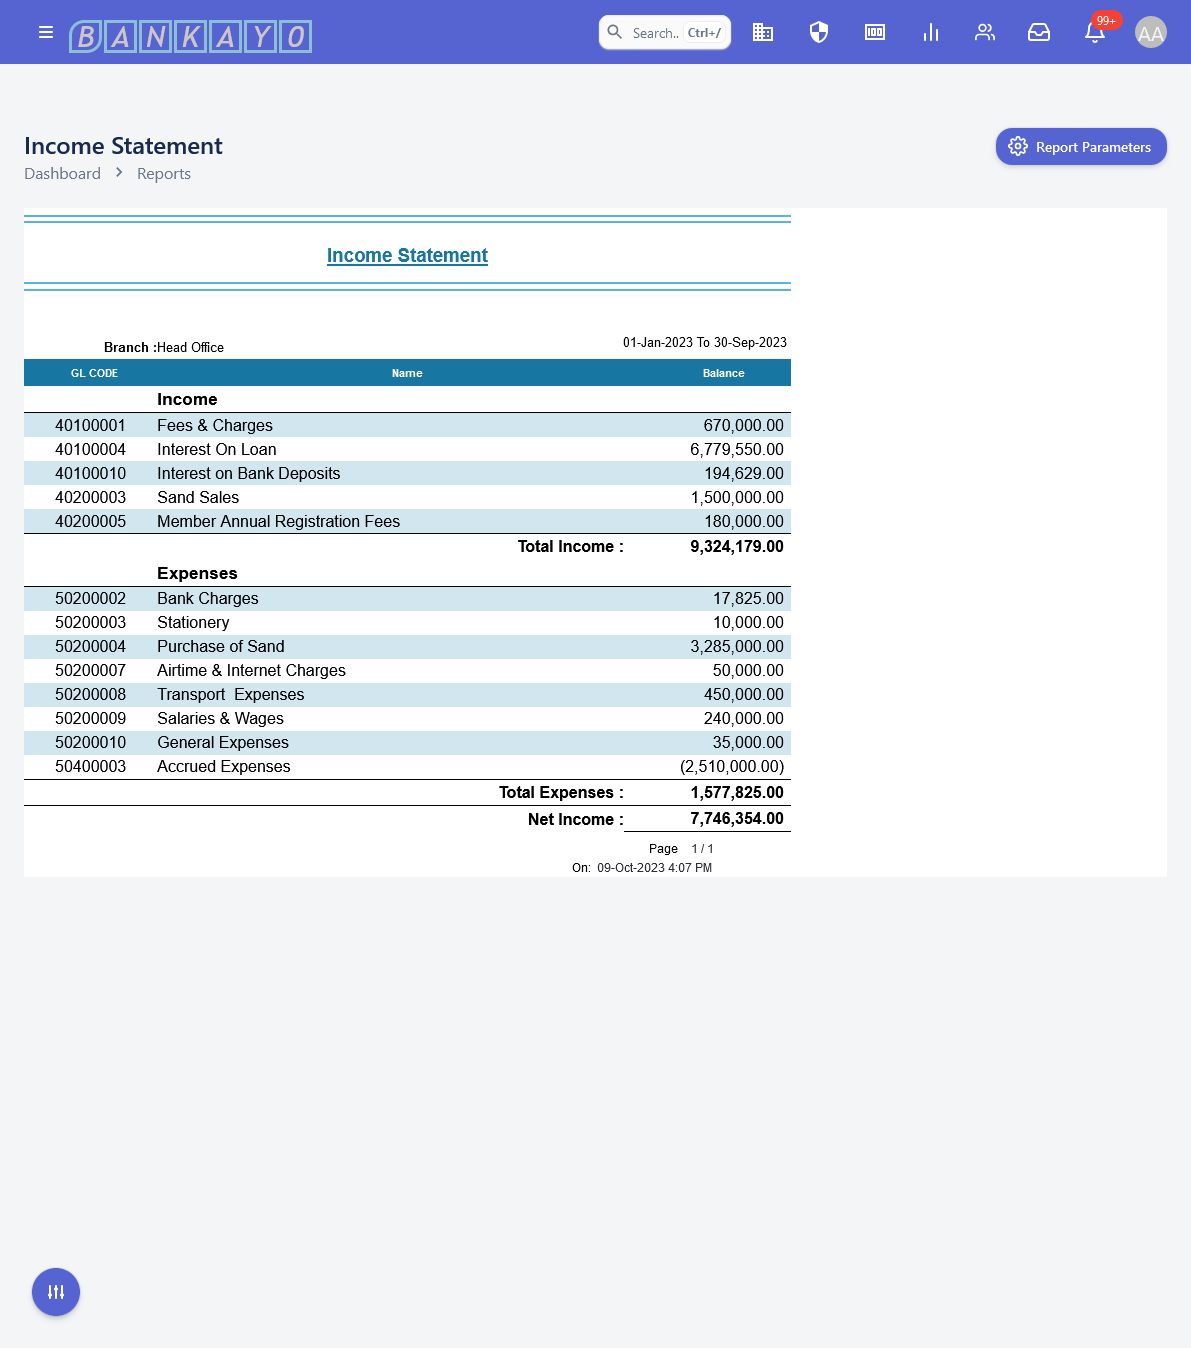 BANKAYO Search.. Ctrl+/ 99+ AA
Income Statement
Report Parameters
Dashboard > Reports
Income Statement
Branch :Head Office 01-Jan-2023 To 30-Sep-2023
GL CODE Name Balance
Income
40100001 Fees & Charges 670,000.00
40100004 Interest On Loan 6,779,550.00
40100010 Interest on Bank Deposits 194,629.00
40200003 Sand Sales 1,500,000.00
40200005 Member Annual Registration Fees 180,000.00
Total Income : 9,324,179.00
Expenses
50200002 Bank Charges 17,825.00
50200003 Stationery 10,000.00
50200004 Purchase of Sand 3,285,000.00
50200007 Airtime & Internet Charges 50,000.00
50200008 Transport  Expenses 450,000.00
50200009 Salaries & Wages 240,000.00
50200010 General Expenses 35,000.00
50400003 Accrued Expenses (2,510,000.00)
Total Expenses : 1,577,825.00
Net Income : 7,746,354.00
Page 1 / 1
On: 09-Oct-2023 4:07 PM